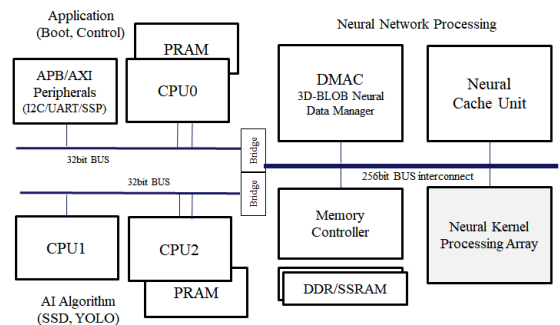 Application
(Boot, Control)
Neural Network Processing
PRAM
APB/AXI
Peripherals
(I2C/UART/SSP)
CPU0
DMAC
3D-BLOB Neural
Data Manager
Neural
Cache Unit
Bridge
32bit BUS
256bit BUS interconnect
32bit BUS
Bridge
CPU1
CPU2
Memory
Controller
Neural Kernel
Processing Array
PRAM
DDR/SSRAM
AI Algorithm
(SSD, YOLO)